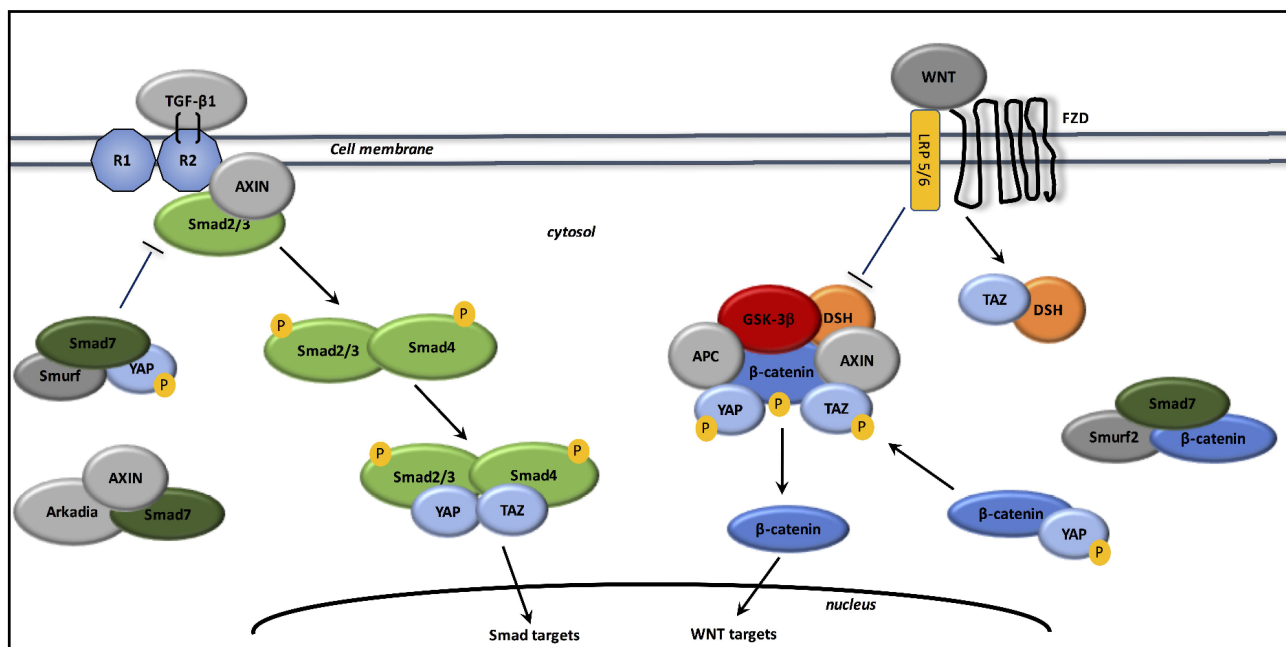 WNT
TGF-β1
FZD
R1
R2
Cell membrane
LRP 5/6
AXIN
Smad2/3
cytosol
TAZ
DSH
GSK-3β
DSH
Smad7
Smurf
YAP
P
P
Smad2/3
P
Smad4
APC
β-catenin
AXIN
YAP
P
P
TAZ
P
Smad7
Smurf2
β-catenin
AXIN
Arkadia
Smad7
P
Smad2/3
P
Smad4
YAP
TAZ
β-catenin
β-catenin
YAP
P
nucleus
Smad targets
WNT targets